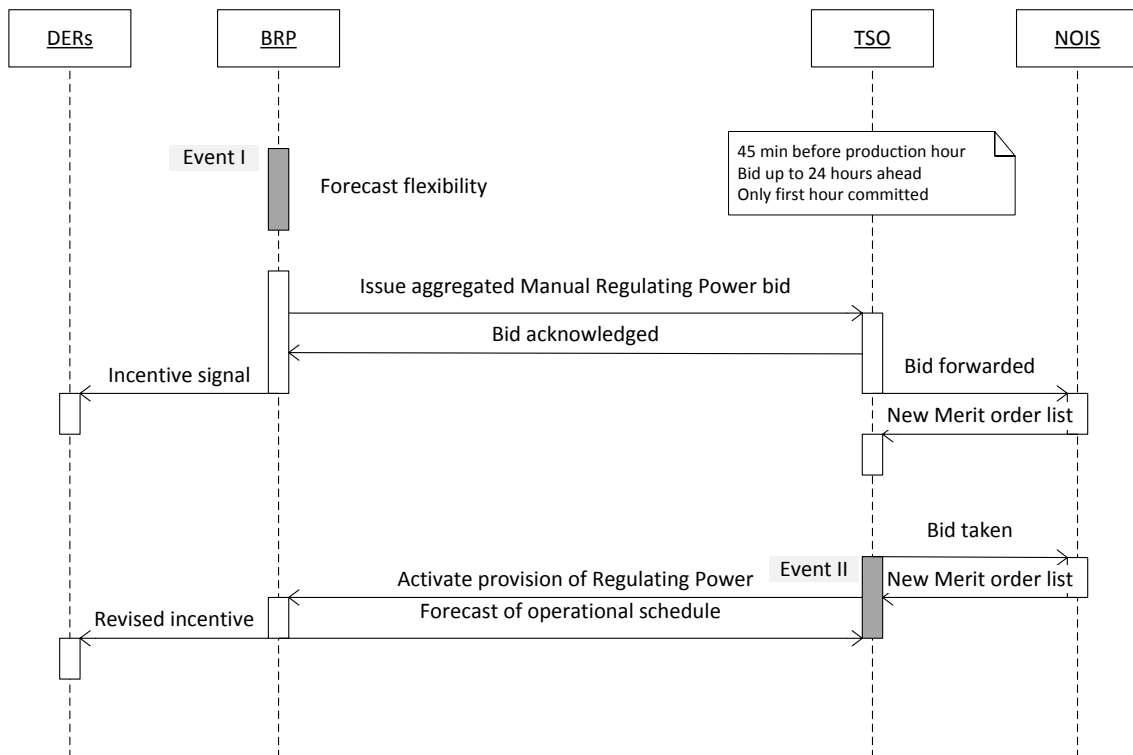 DERs
BRP
TSO
NOIS
Event I
Forecast flexibility
45 min before production hour
Bid up to 24 hours ahead
Only first hour committed
Issue aggregated Manual Regulating Power bid
Bid acknowledged
Incentive signal
Bid forwarded
New Merit order list
Bid taken
Event II
Activate provision of Regulating Power
New Merit order list
Forecast of operational schedule
Revised incentive